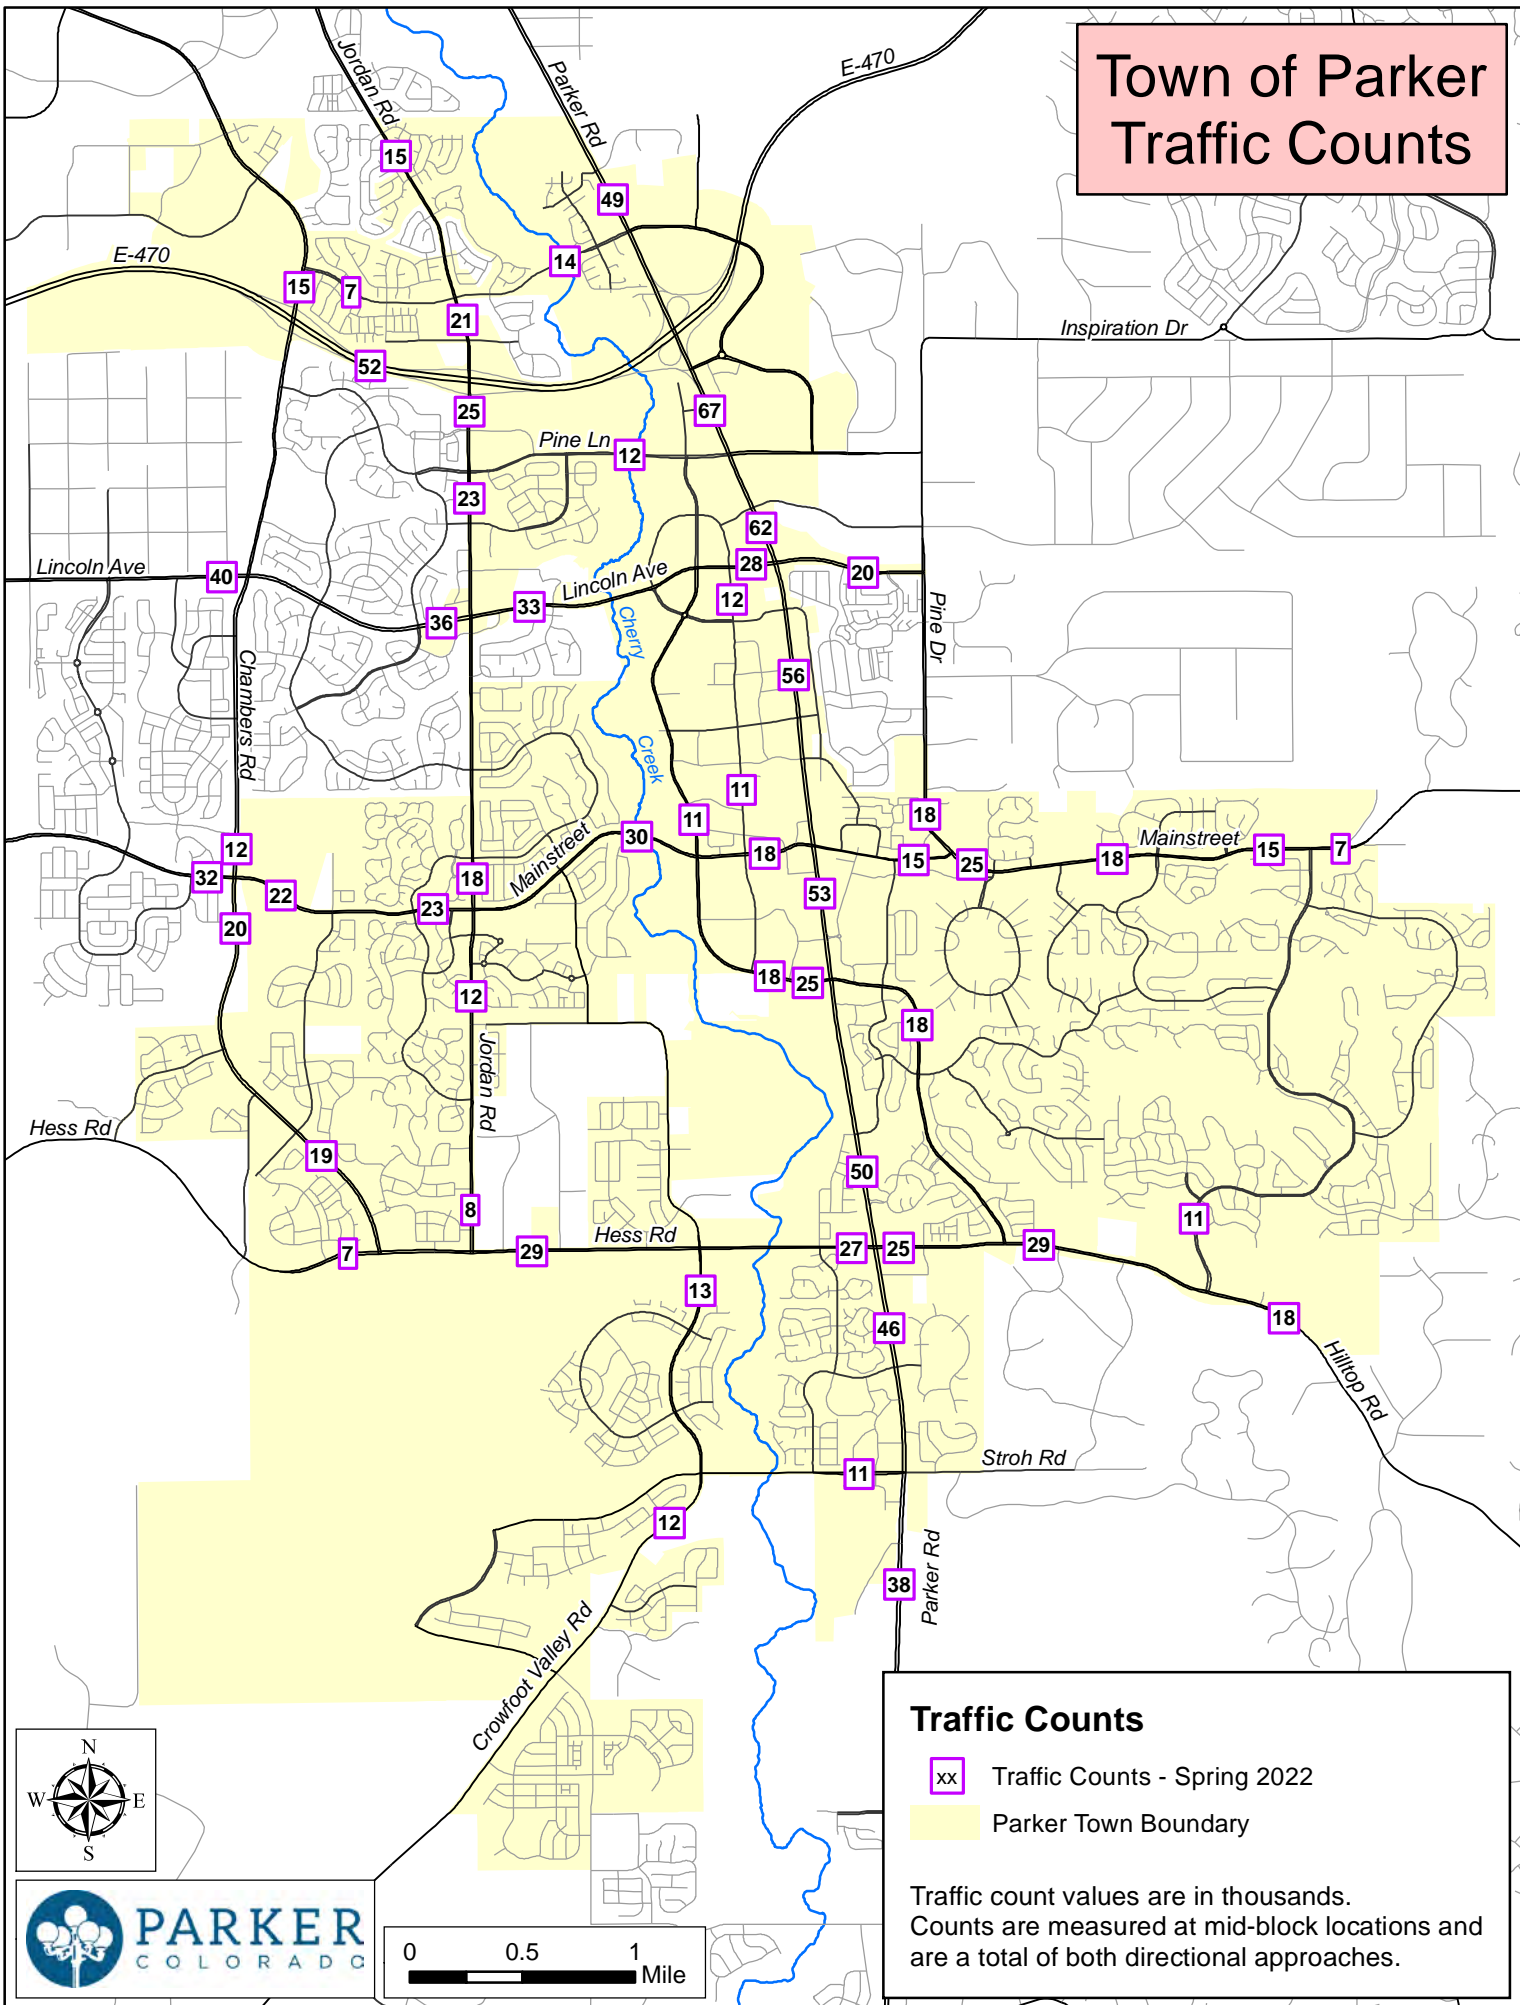 Town of Parker
Traffic Counts
Jordan Rd
Parker Rd
E-470
15
49
E-470
14
15
7
21
Inspiration Dr
52
25
67
Pine Ln
12
23
62
Lincoln Ave
40
28
20
Lincoln Ave
33
12
36
Cherry
Pine Dr
56
Chambers Rd
Creek
11
18
11
30
Mainstreet
12
Mainstreet
18
15
25
18
15
7
32
18
22
53
23
20
18
25
12
18
Jordan Rd
Hess Rd
19
50
8
11
Hess Rd
7
29
27
25
29
13
18
46
Hilltop Rd
Stroh Rd
11
12
Parker Rd
38
Crowfoot Valley Rd
Traffic Counts
xx Traffic Counts - Spring 2022
Parker Town Boundary
Traffic count values are in thousands.
Counts are measured at mid-block locations and
are a total of both directional approaches.
N
W E
S
PARKER
COLORADO
0 0.5 1
Mile